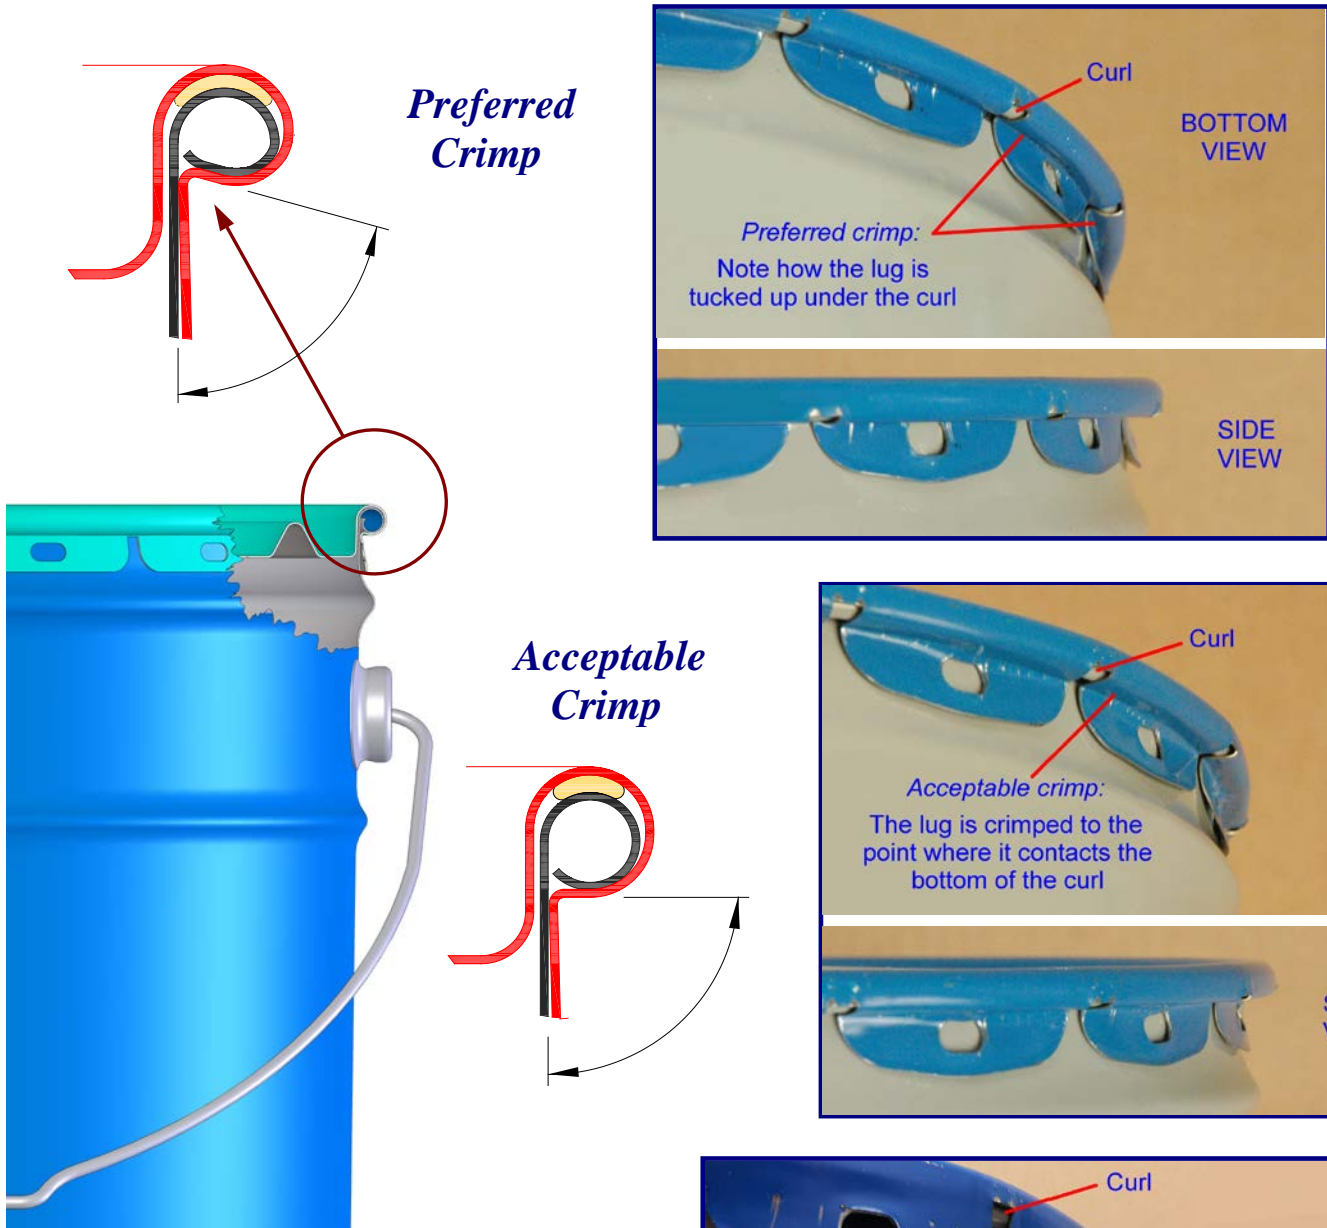 Preferred
Crimp
Curl
BOTTOM
VIEW
Preferred crimp:
Note how the lug is
tucked up under the curl
SIDE
VIEW
Acceptable
Crimp
Curl
Acceptable crimp:
The lug is crimped to the
point where it contacts the
bottom of the curl
Curl